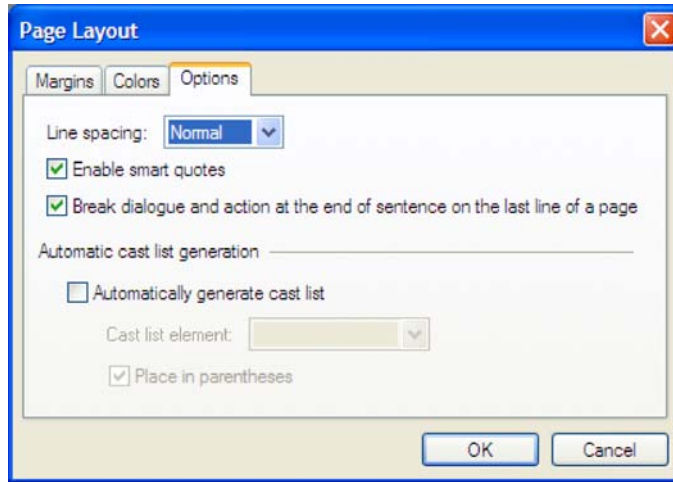 Page Layout
Margins Colors Options
Line spacing: Normal
Enable smart quotes
Break dialogue and action at the end of sentence on the last line of a page
Automatic cast list generation
Automatically generate cast list
Cast list element:
Place in parentheses
OK Cancel